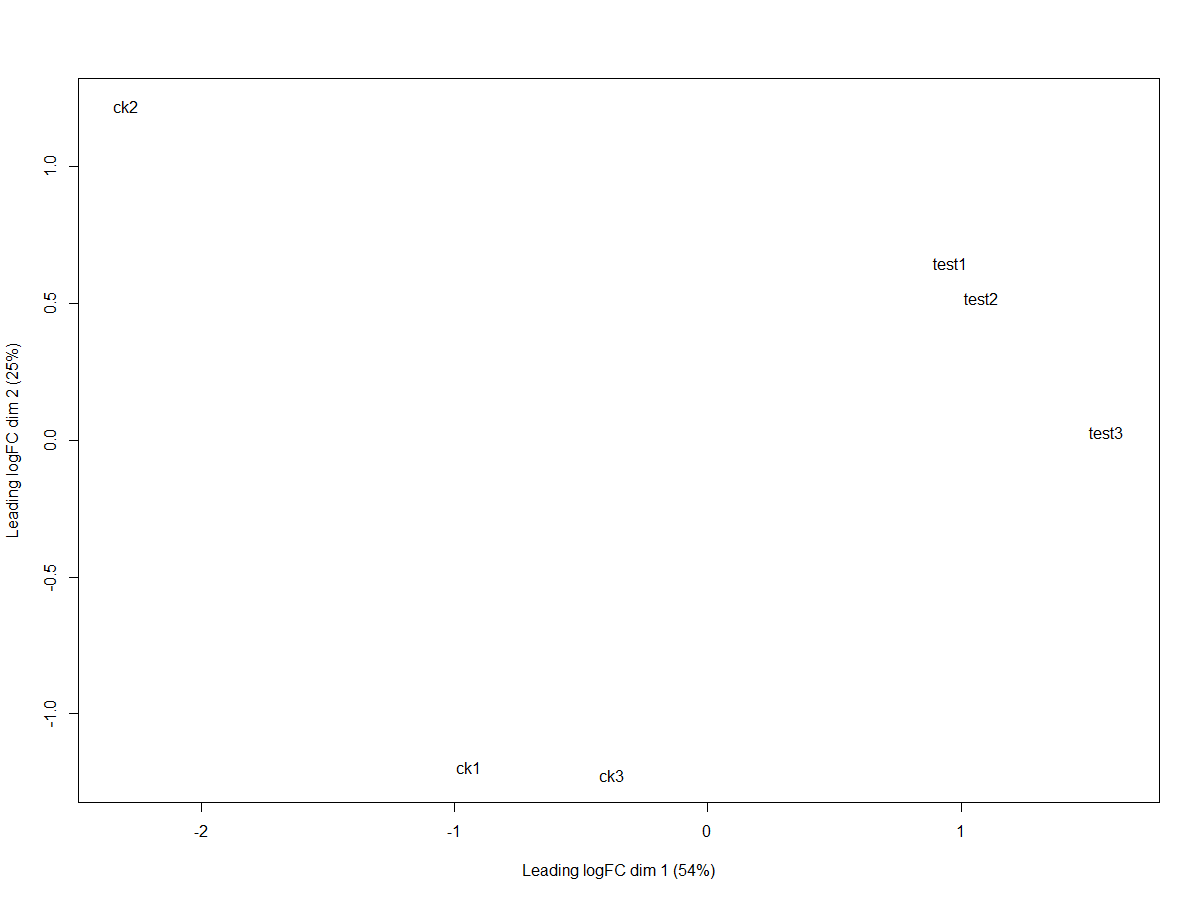 ck2
1.0
test1
test2
0.5
Leading logFC dim 2 (25%)
0.0
test3
-0.5
-1.0
ck1
ck3
-2
-1
0
1
Leading logFC dim 1 (54%)